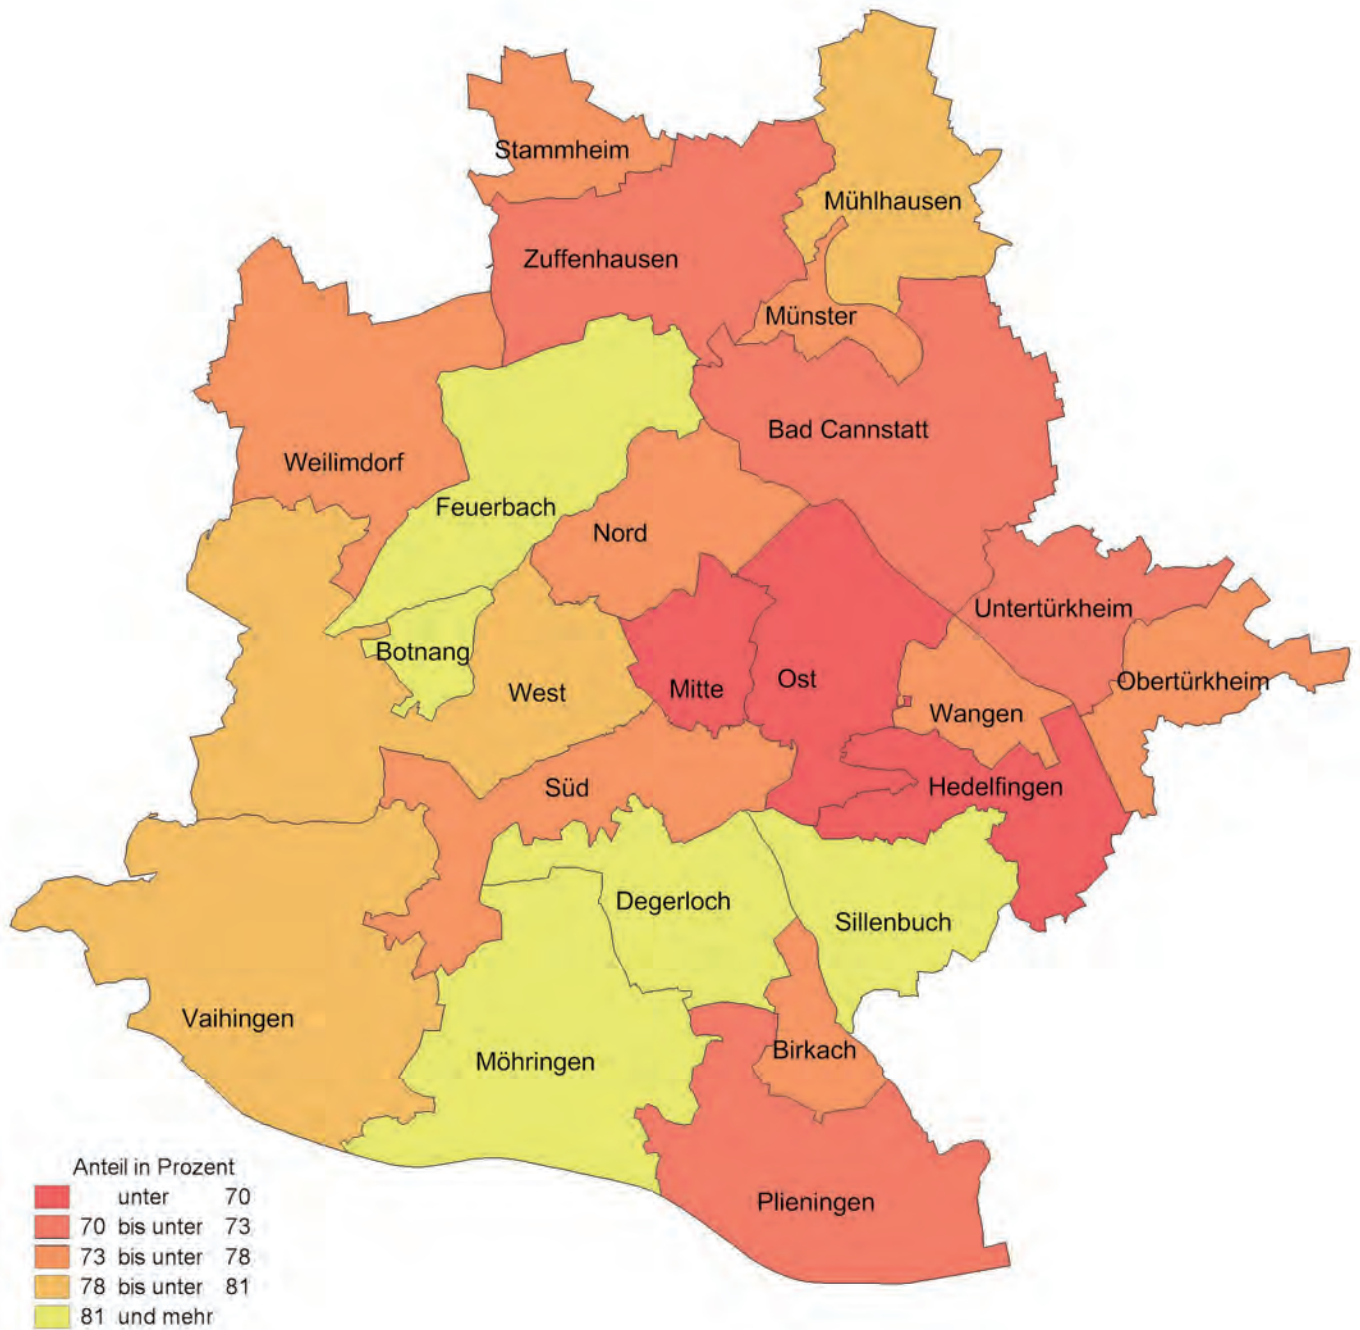 Stammheim
Mühlhausen
Zuffenhausen
Münster
Bad Cannstatt
Weilimdorf
Feuerbach
Nord
Untertürkheim
Botnang
West
Mitte
Ost
Obertürkheim
Wangen
Süd
Hedelfingen
Degerloch
Sillenbuch
Vaihingen
Möhringen
Birkach
Plieningen
Anteil in Prozent
unter 70
70 bis unter 73
73 bis unter 78
78 bis unter 81
81 und mehr